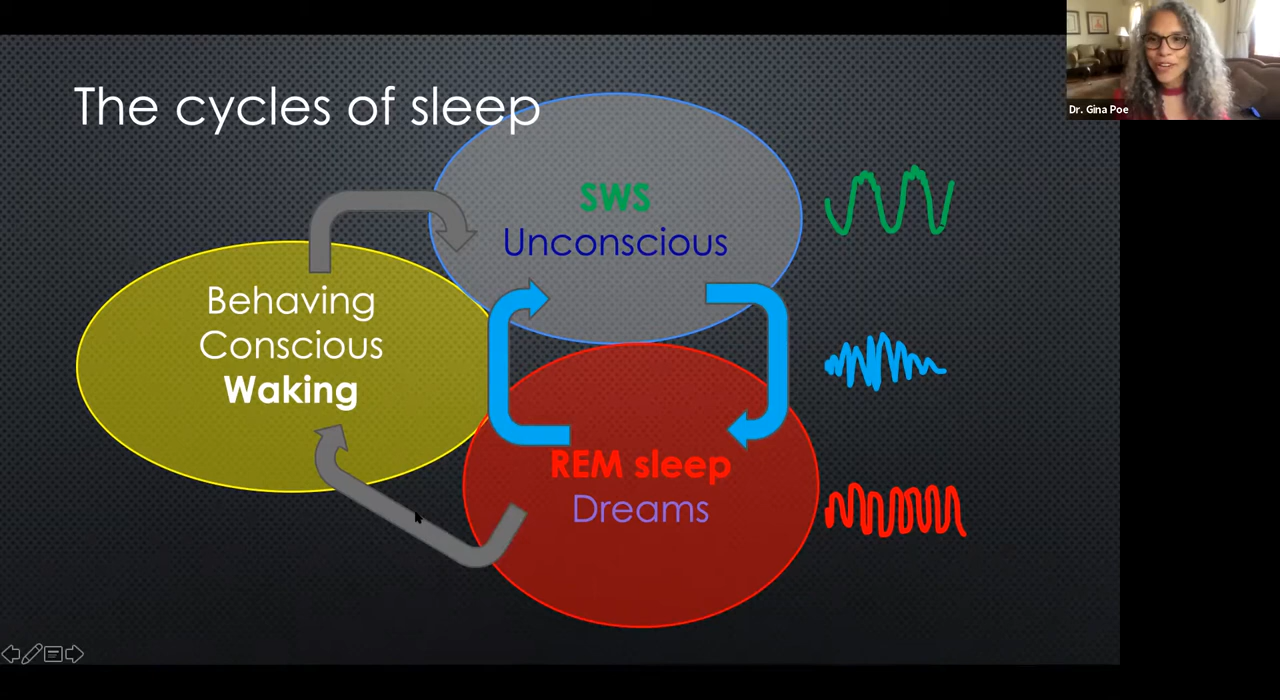 Dr. Gina Poe
The cycles of sleep
SWS
Unconscious
Behaving
Conscious
Waking
REM sleep
Dreams